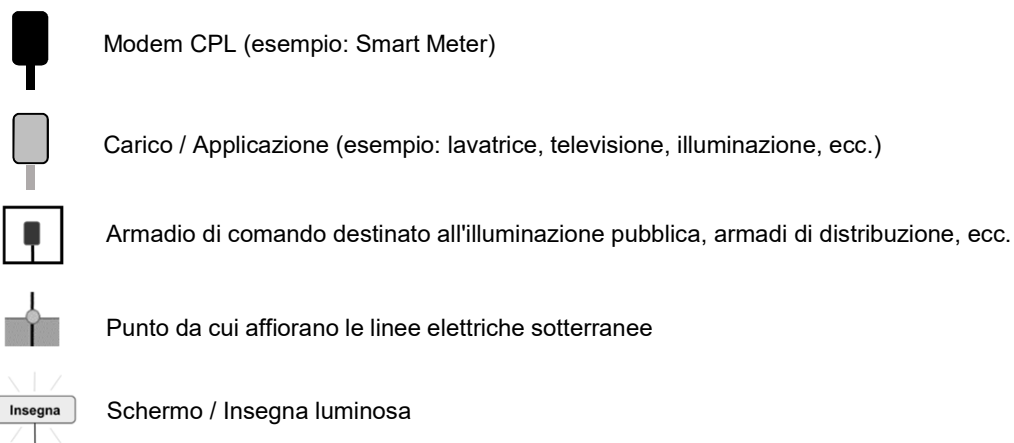 Modem CPL (esempio: Smart Meter)
Carico / Applicazione (esempio: lavatrice, televisione, illuminazione, ecc.)
Armadio di comando destinato all'illuminazione pubblica, armadi di distribuzione, ecc.
Punto da cui affiorano le linee elettriche sotterranee
Insegna Schermo / Insegna luminosa